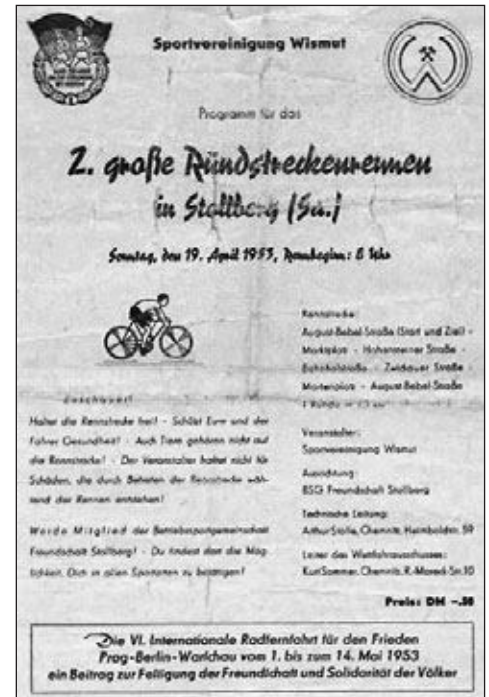 Sportvereinigung Wismut
Programm für das
2. große Rundstreckenrennen
in Stollberg (Sa.)
Sonntag, den 19. April 1953, Rennbeginn: 8 Uhr
Rennstrecke:
August-Bebel-Straße (Start und Ziel) -
Marktplatz - Hohensteiner Straße -
Bahnhofstraße - Zwickauer Straße -
August-Bebel-Straße
1 Runde
Zuschauer!
Haltet die Rennstrecke frei! - Schützt Eure und der
Fahrer Gesundheit! - Auch Tiere gehören nicht auf
die Rennstrecke! - Der Veranstalter haftet nicht für
Schäden, die durch Betreten der Rennstrecke wäh-
rend der Rennen entstehen!
Werde Mitglied der Betriebssportgemeinschaft
Freundschaft Stollberg! - Du findest dort die Mög-
lichkeit, Dich in allen Sportarten zu betätigen!
Veranstalter:
Sportvereinigung Wismut
Ausrichtung:
BSG Freundschaft Stollberg
Technische Leitung:
Arthur Stolle, Chemnitz, 59
Leiter des Wettfahrausschusses:
Kurt Sommer, Chemnitz, 10
Preis: DM -.50
Die VI. Internationale Radfernfahrt für den Frieden
Prag-Berlin-Warschau vom 1. bis zum 14. Mai 1953
ein Beitrag zur Festigung der Freundschaft und Solidarität der Völker